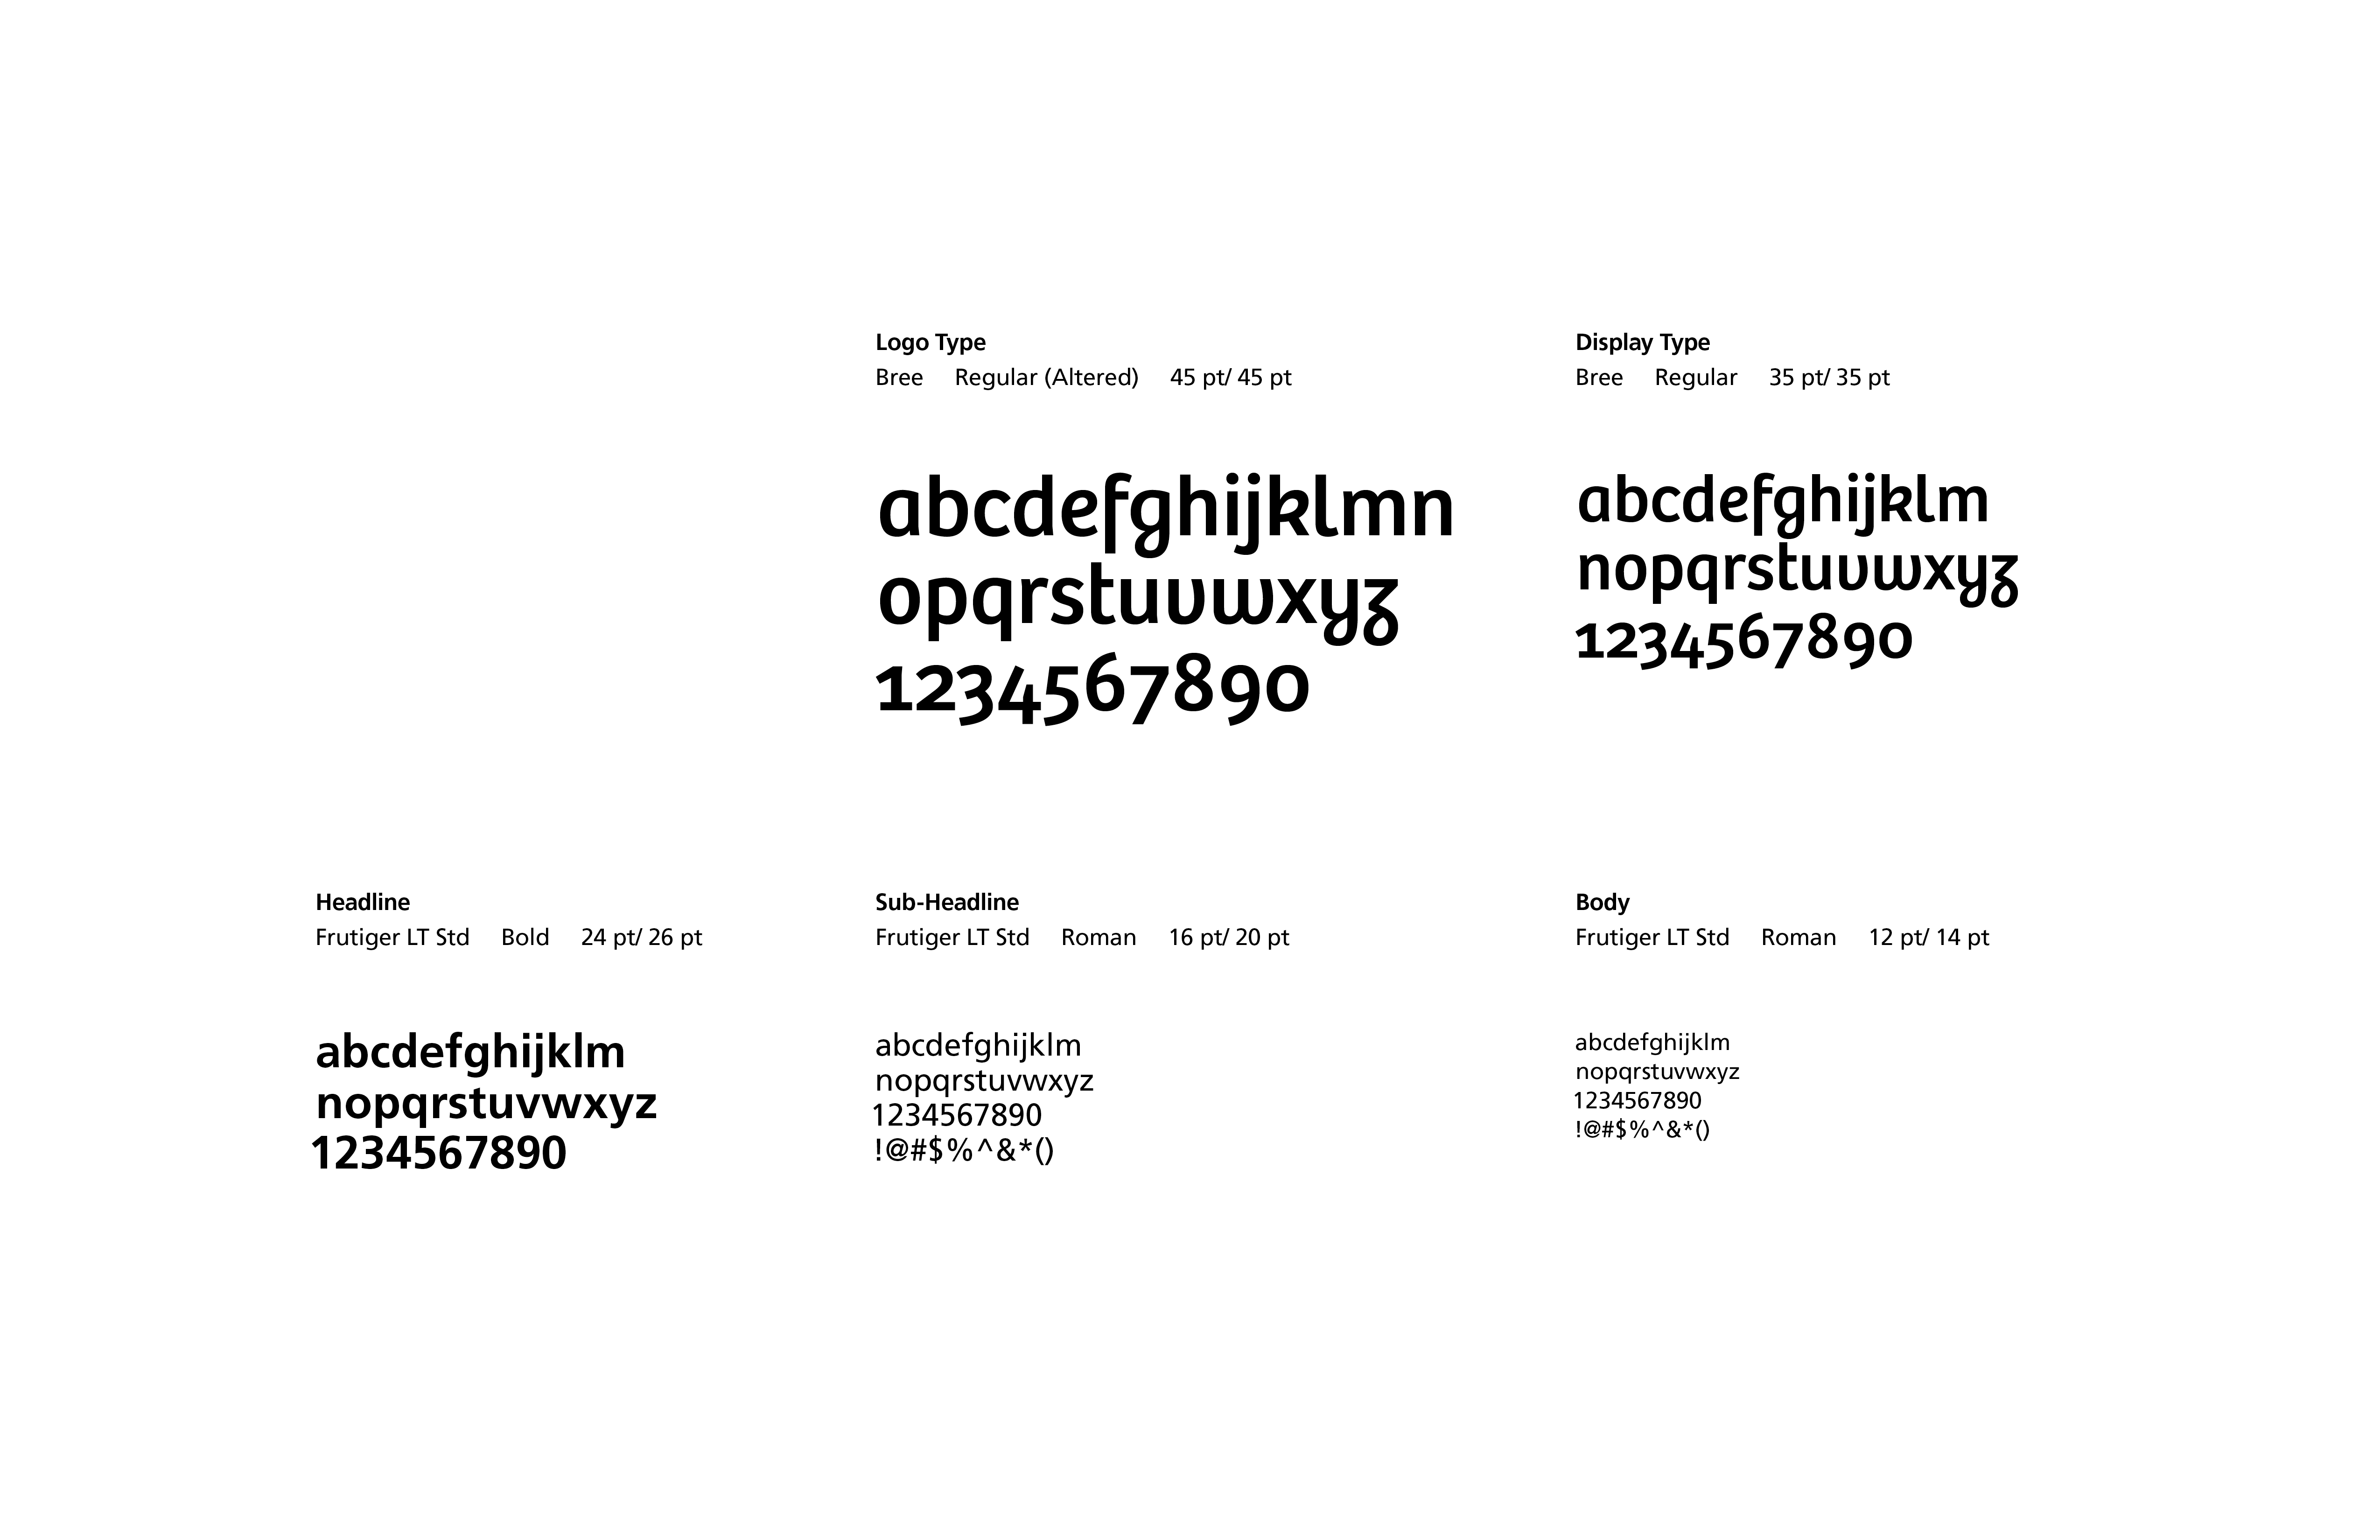 Logo Type
Bree Regular (Altered) 45 pt/ 45 pt
abcdefghijklmn
opqrstuvwxyz
1234567890
Display Type
Bree Regular 35 pt/ 35 pt
abcdefghijklm
nopqrstuvwxyz
1234567890
Headline
Frutiger LT Std Bold 24 pt/ 26 pt
abcdefghijklm
nopqrstuvwxyz
1234567890
Sub-Headline
Frutiger LT Std Roman 16 pt/ 20 pt
abcdefghijklm
nopqrstuvwxyz
1234567890
!@#$%^&*()
Body
Frutiger LT Std Roman 12 pt/ 14 pt
abcdefghijklm
nopqrstuvwxyz
1234567890
!@#$%^&*()